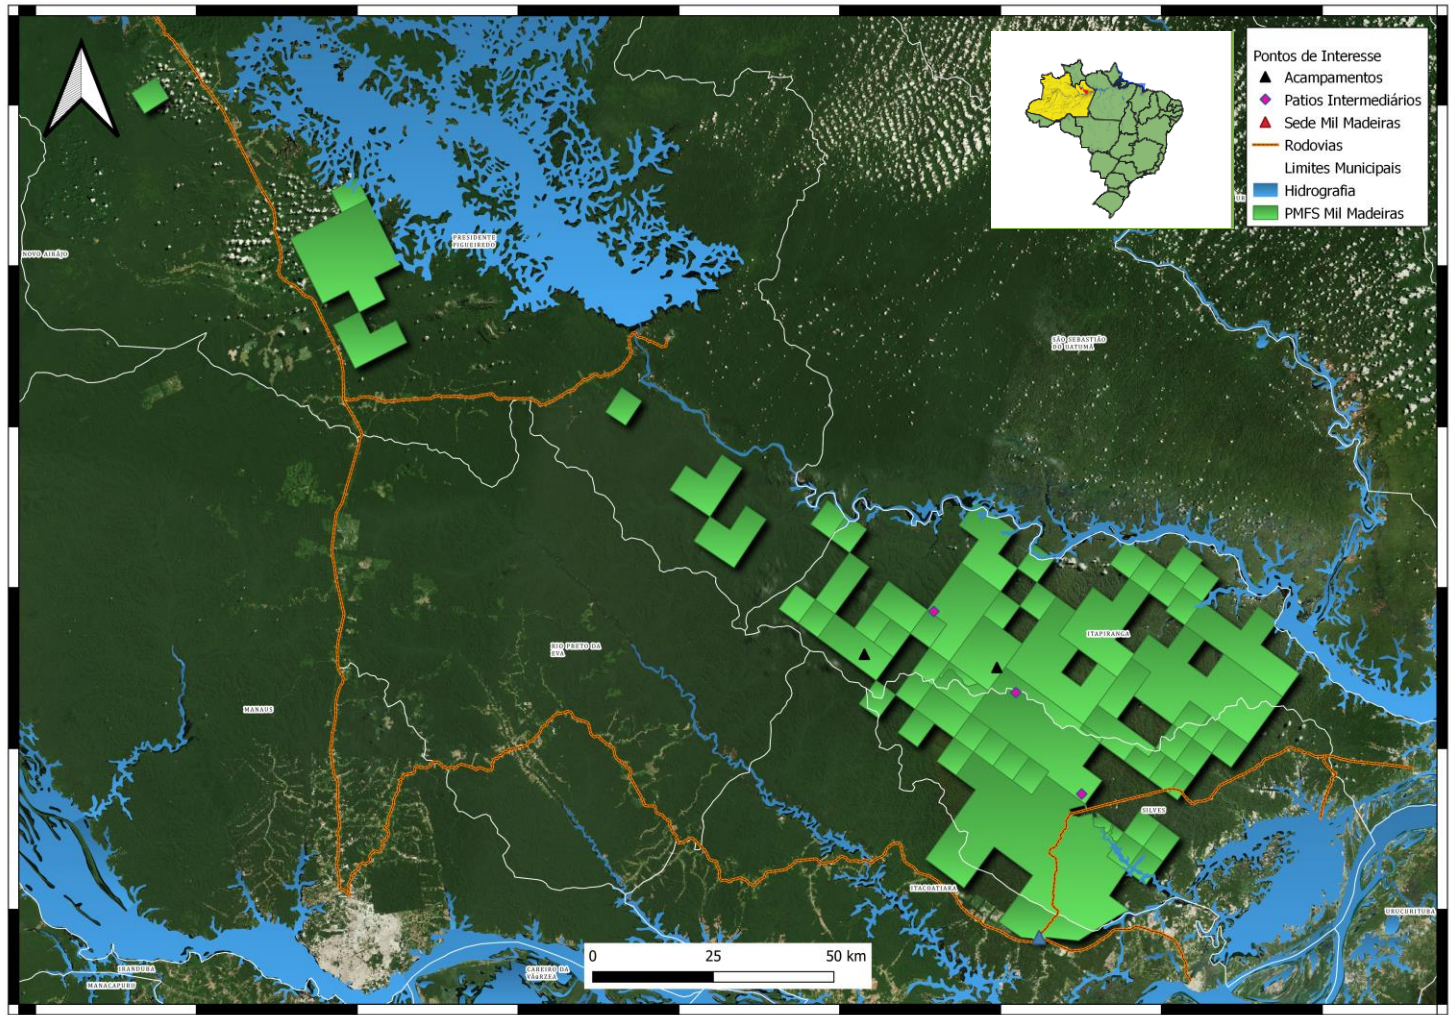 Pontos de Interesse
Acampamentos
Patios Intermediários
Sede Mil Madeiras
Rodovias
Limites Municipais
Hidrografia
PMFS Mil Madeiras
PRESIDENTE
FIGUEIREDO
NOVO AIRÃJO
SÃO SEBASTIÃO
DO UATUMÃ
ITAPIRANGA
RIO PRETO DA
EVA
MANAUS
SILVES
ITACOATIARA
URUCURITUBA
IRANDUBA
MANACAPURU
CAREIRO DA
0 25 50 km